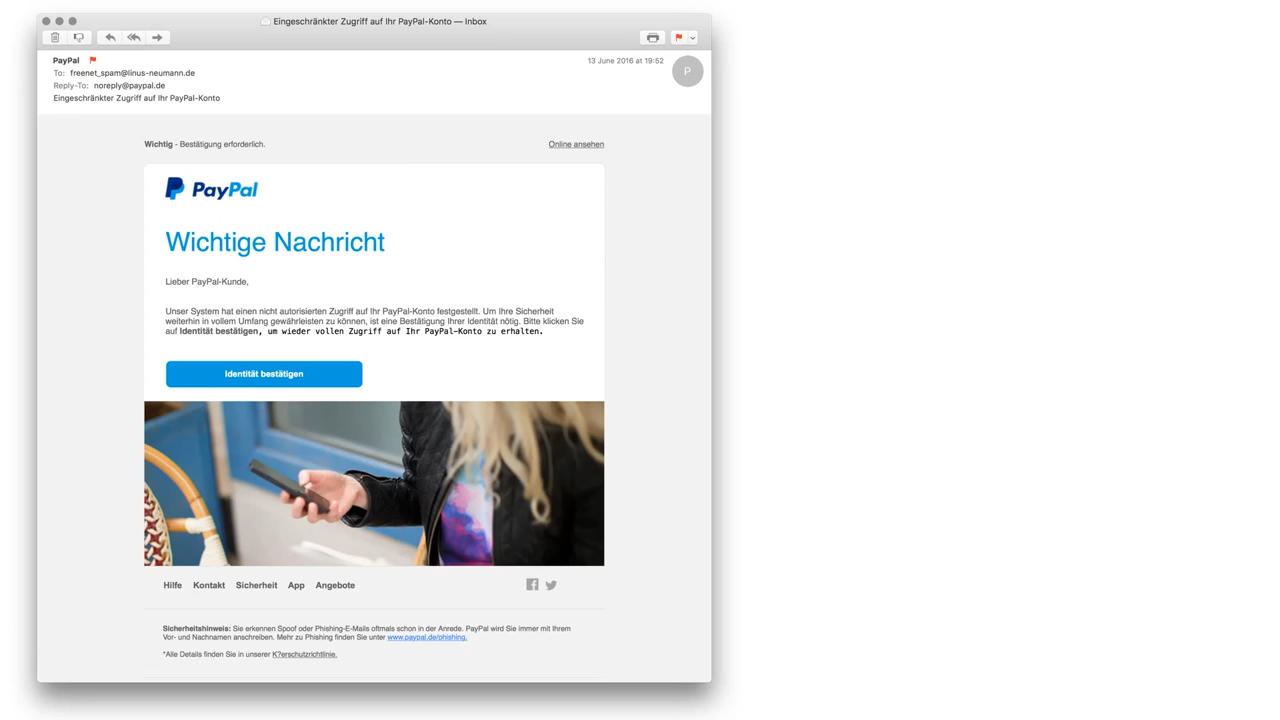 Eingeschränkter Zugriff auf Ihr PayPal-Konto — Inbox
PayPal
13 June 2016 at 19:52
P
To: freenet_spam@linus-neumann.de
Reply-To: noreply@paypal.de
Eingeschränkter Zugriff auf Ihr PayPal-Konto
Wichtig - Bestätigung erforderlich.
Online ansehen
PayPal
Wichtige Nachricht
Lieber PayPal-Kunde,
Unser System hat einen nicht autorisierten Zugriff auf Ihr PayPal-Konto festgestellt. Um Ihre Sicherheit
weiterhin in vollem Umfang gewährleisten zu können, ist eine Bestätigung Ihrer Identität nötig. Bitte klicken Sie
auf Identität bestätigen, um wieder vollen Zugriff auf Ihr PayPal-Konto zu erhalten.
Identität bestätigen
Hilfe Kontakt Sicherheit App Angebote
Sicherheitshinweis: Sie erkennen Spoof oder Phishing-E-Mails oftmals schon in der Anrede. PayPal wird Sie immer mit Ihrem
Vor- und Nachnamen anschreiben. Mehr zu Phishing finden Sie unter www.paypal.de/phishing.
*Alle Details finden Sie in unserer K?erschutzrichtlinie.